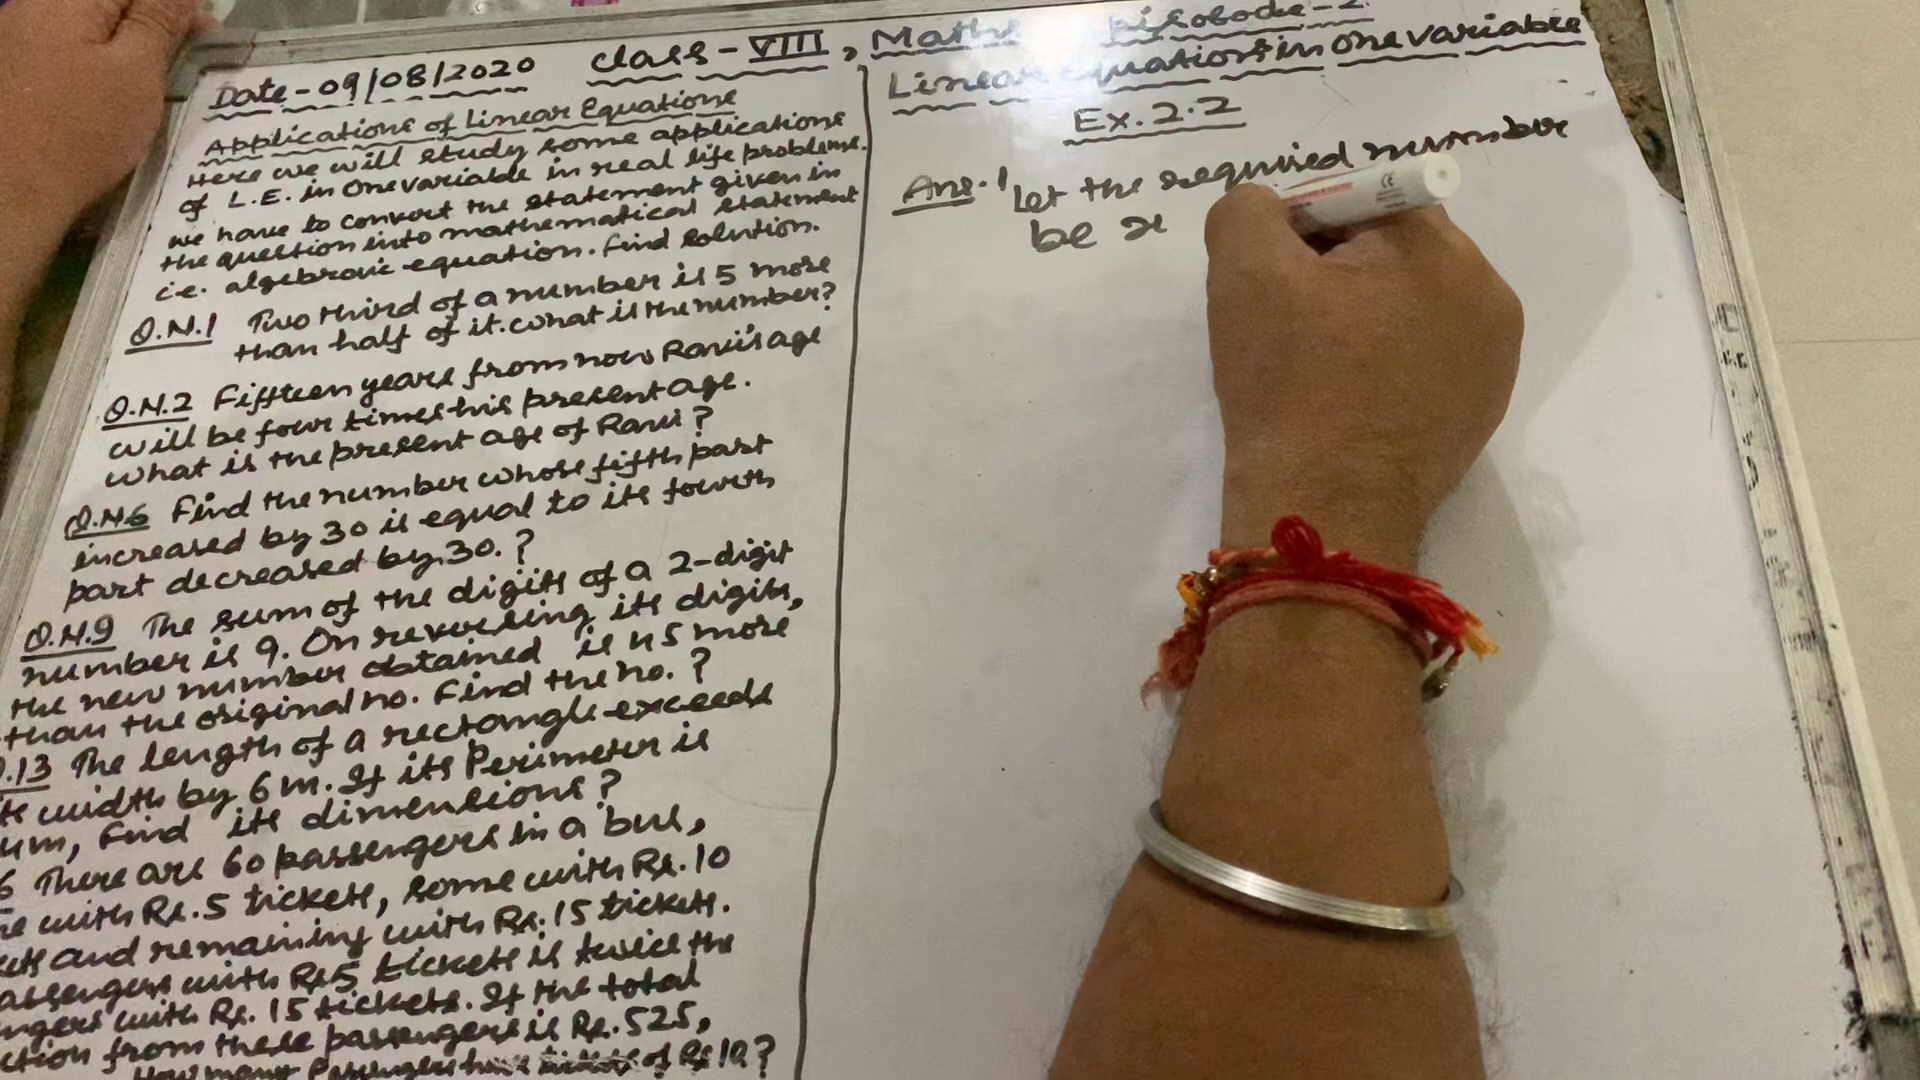 Date-09/08/2020 Class-VIII, Maths
Applications of Linear Equations
Here we will study some applications
of L.E. in one variable in real life problems.
we have to convert the statement given in
the question into mathematical statement
i.e. algebraic equation. Find solution.
Q.N.1 Two third of a number is 5 more
than half of it. What is the number?
Q.N.2 Fifteen years from now Ravi's age
will be four times his present age.
What is the present age of Ravi?
Q.N.6 Find the number whose fifth part
increased by 30 is equal to its fourth
part decreased by 30.?
Q.N.9 The sum of the digits of a 2-digit
number is 9. On reversing its digits,
the new number obtained is 45 more
than the original no. Find the no.?
.13 The length of a rectangle exceeds
width by 6m. If its Perimeter is
Find its dimensions?
There are 60 passengers in a bus,
with Rs.5 tickets, some with Rs.10
and remaining with Rs.15 tickets.
with Rs5 tickets is twice the
with Rs.15 tickets. If the total
from these passengers is Rs.525,
How many Passengers have tickets of Rs10?
Linear Equations in One variable
Ex.2.2
Ans.1 Let the required number
be x